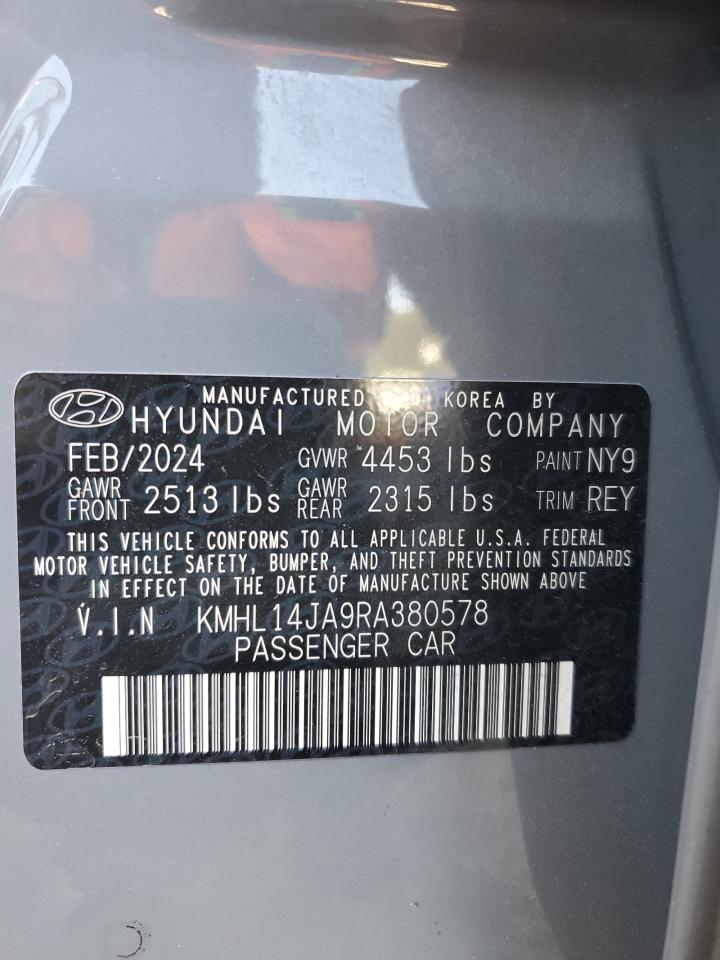 MANUFACTURED KOREA BY
HYUNDAI MOTOR COMPANY
FEB/2024 GVWR 4453 lbs PAINT NY9
GAWR FRONT 2513 lbs GAWR REAR 2315 lbs TRIM REY
THIS VEHICLE CONFORMS TO ALL APPLICABLE U.S.A. FEDERAL
MOTOR VEHICLE SAFETY, BUMPER, AND THEFT PREVENTION STANDARDS
IN EFFECT ON THE DATE OF MANUFACTURE SHOWN ABOVE
V.I.N KMHL14JA9RA380578
PASSENGER CAR